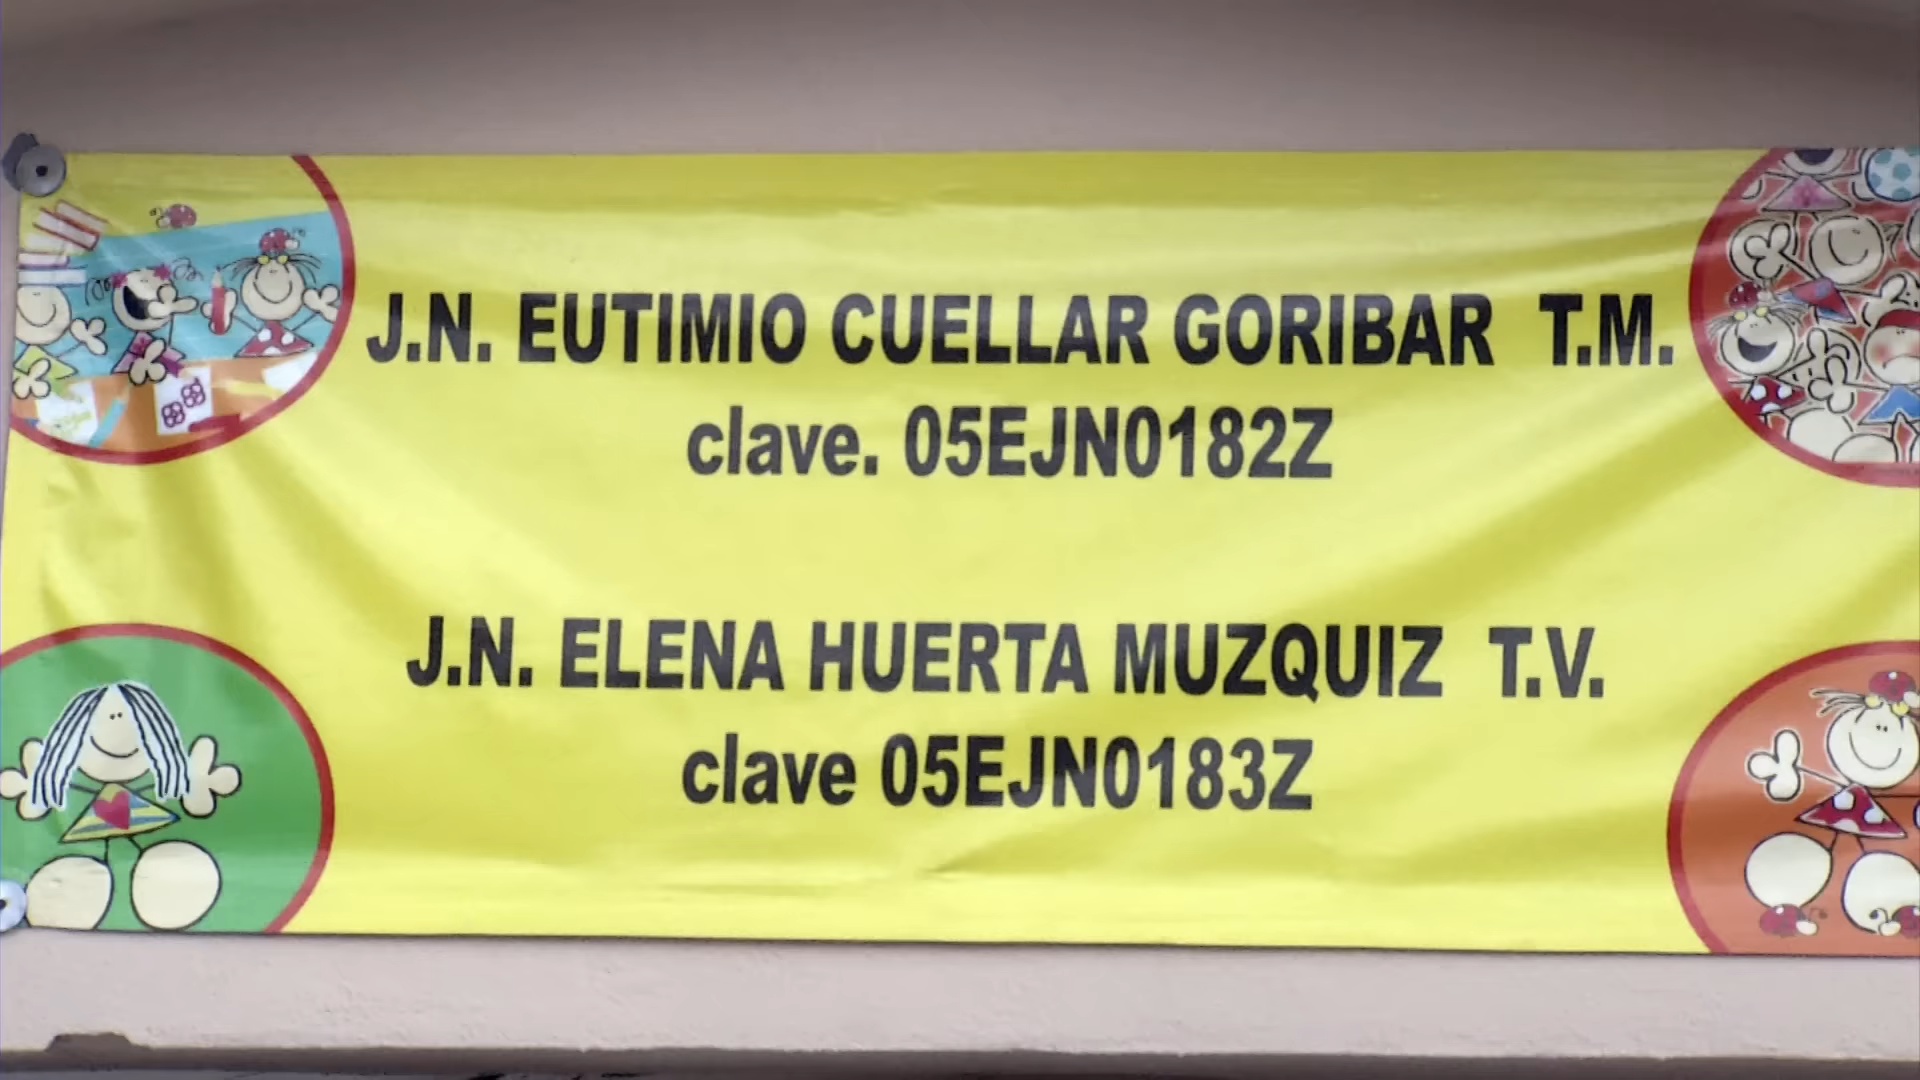 J.N. EUTIMIO CUELLAR GORIBAR T.M.
clave. 05EJN0182Z
J.N. ELENA HUERTA MUZQUIZ T.V.
clave 05EJN0183Z